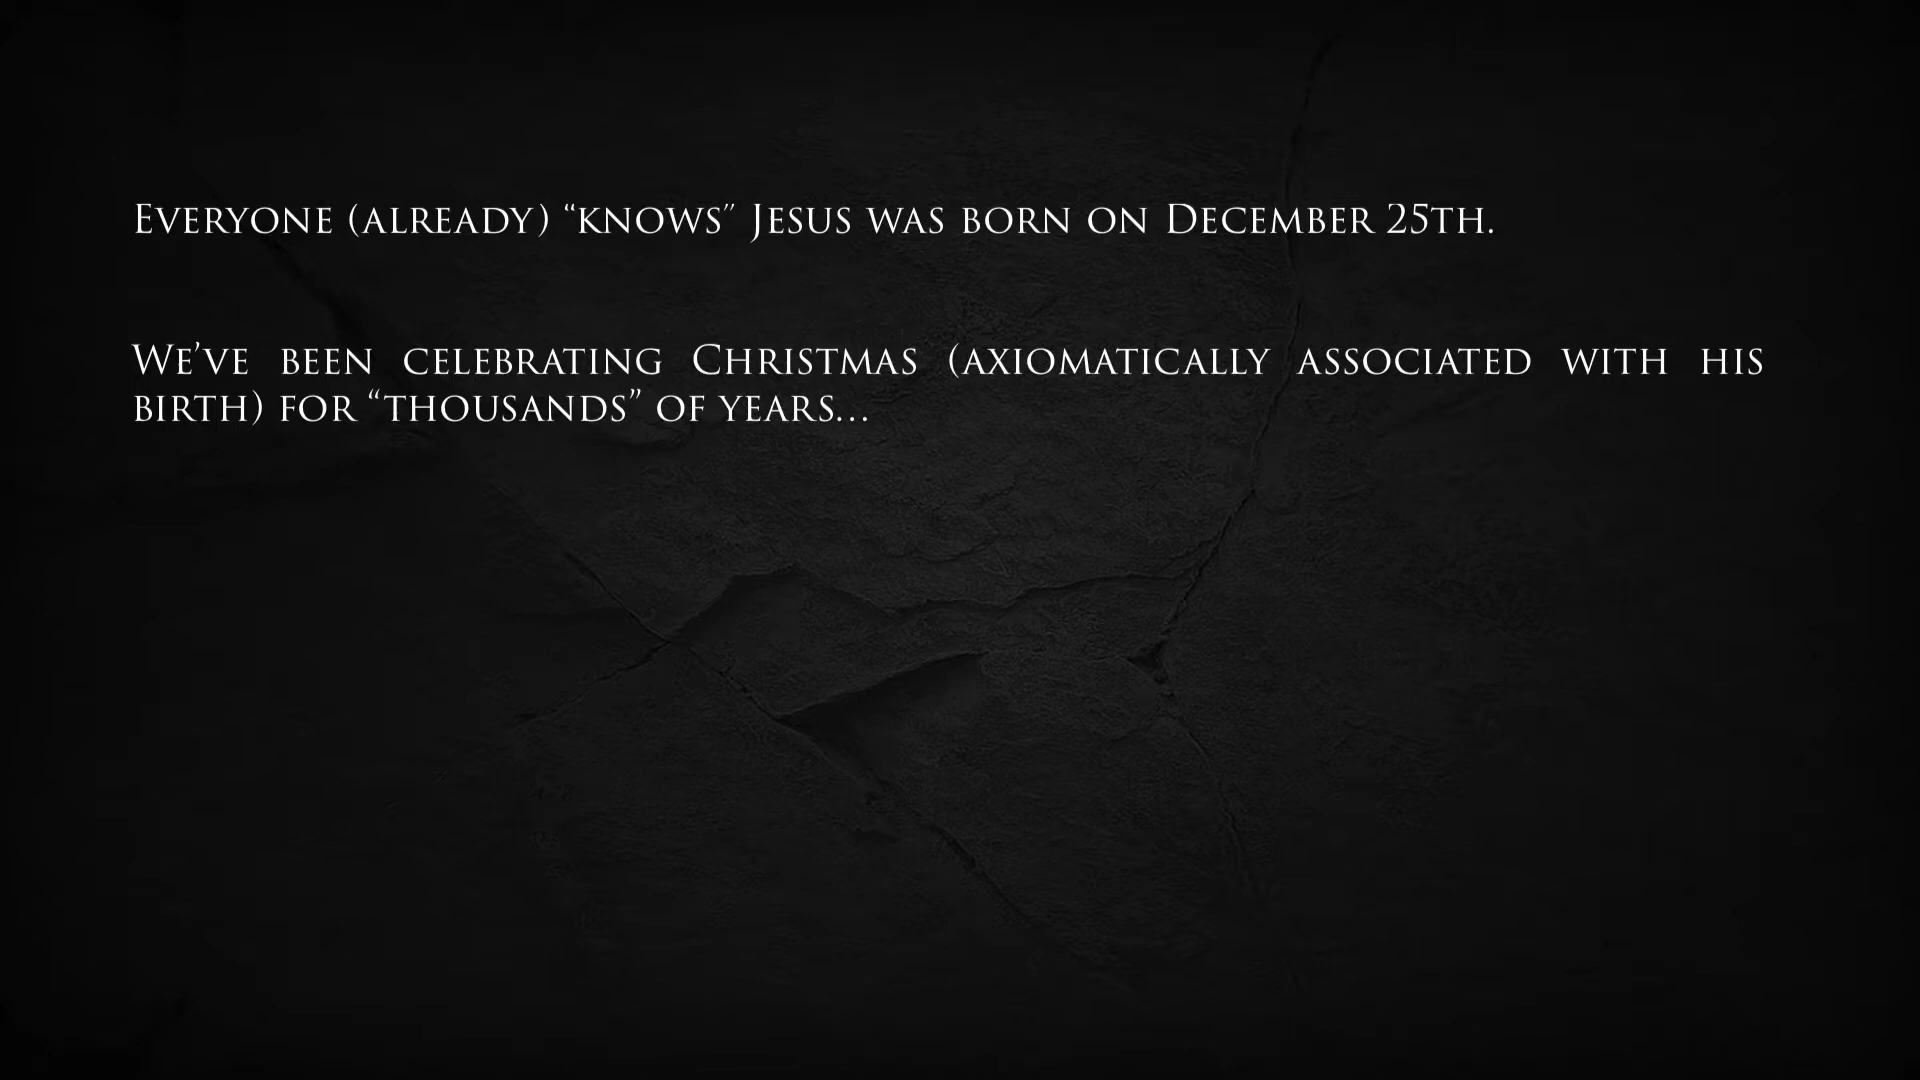 Everyone (already) “knows” Jesus was born on December 25th.
We’ve been celebrating Christmas (axiomatically associated with his
birth) for “thousands” of years…